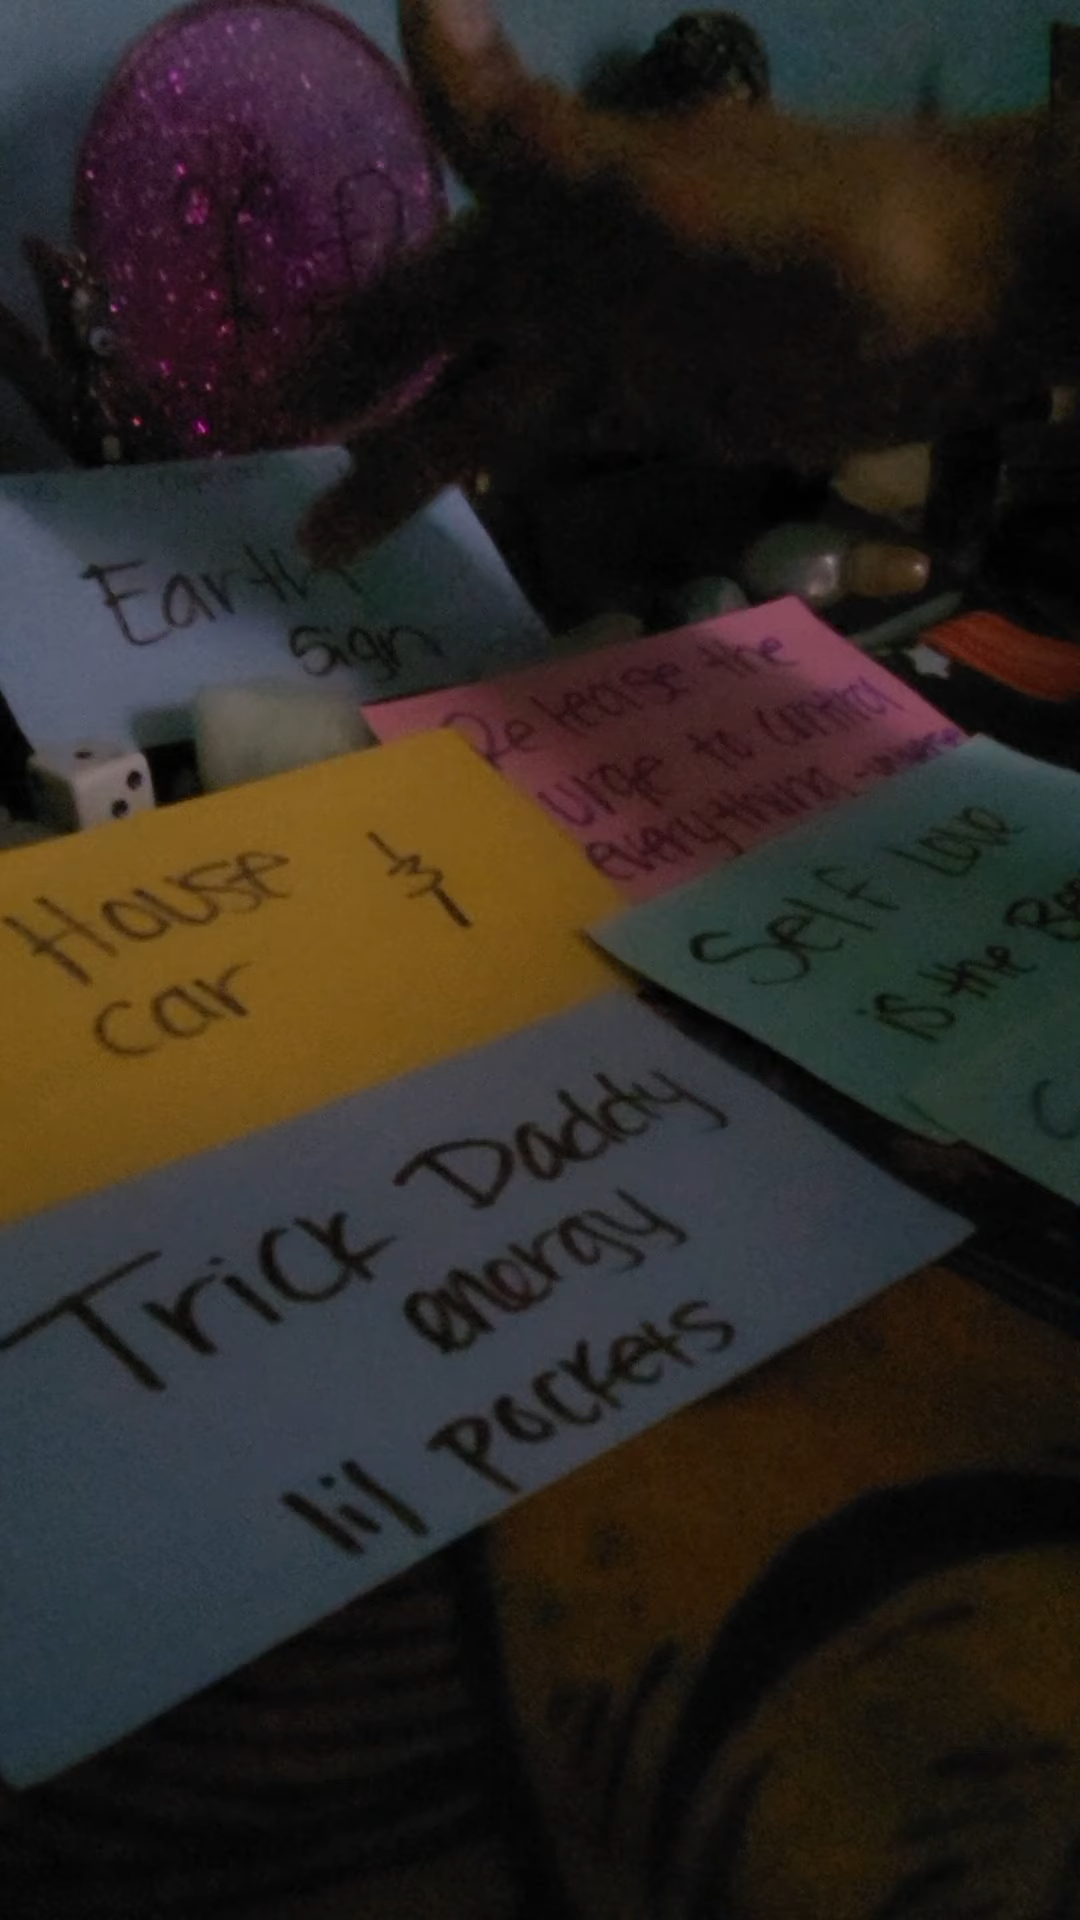 Earth
Sign
Release the
urge to control
everything
House
car
Self Love
is the
Trick Daddy
energy
lil pockets